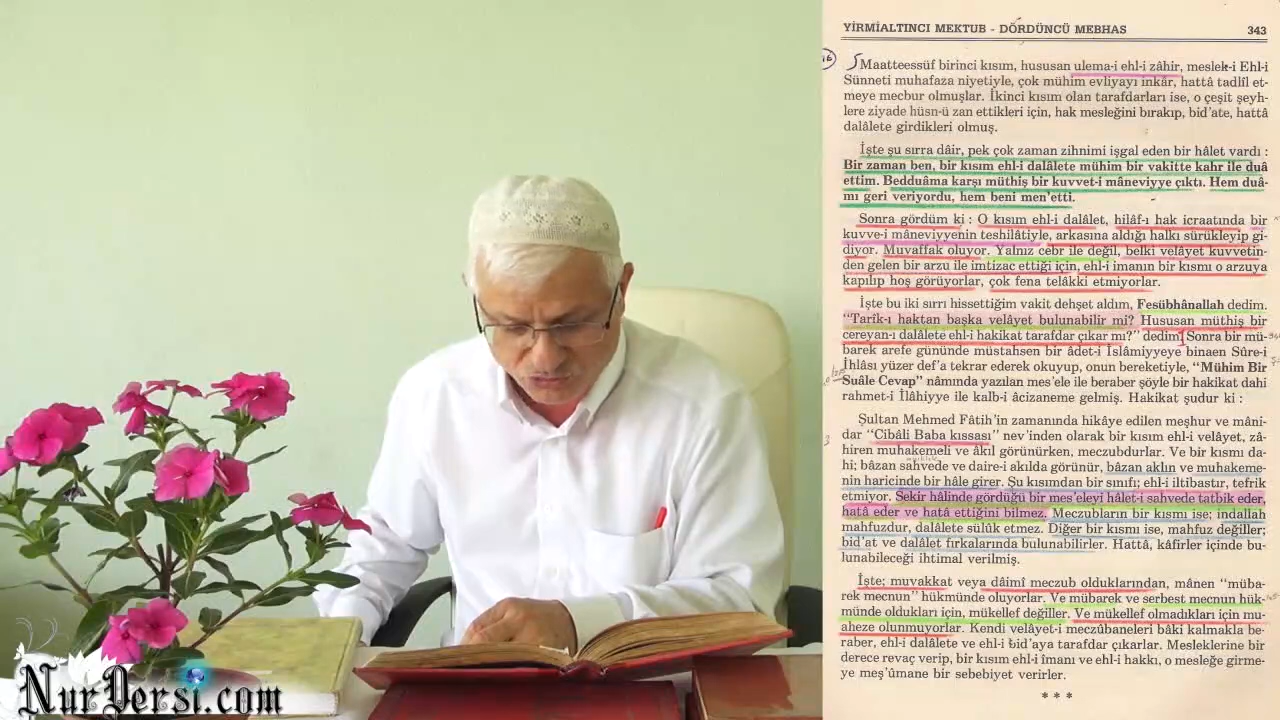 YİRMİALTINCI MEKTUB - DÖRDÜNCÜ MEBHAS 343
Maatteessüf birinci kısım, hususan ulema-i ehl-i zâhir, meslek-i Ehl-i
Sünneti muhafaza niyetiyle, çok mühim evliyayı inkâr, hattâ tadlîl et-
meye mecbur olmuşlar. İkinci kısım olan tarafdarları ise, o çeşit şeyh-
lere ziyade hüsn-ü zan ettikleri için, hak mesleğini bırakıp, bid'ate, hattâ
dalâlete girdikleri olmuş.
İşte şu sırra dâir, pek çok zaman zihnimi işgal eden bir hâlet vardı :
Bir zaman ben, bir kısım ehl-i dalâlete mühim bir vakitte kahr ile duâ
ettim. Bedduâma karşı müthiş bir kuvvet-i mâneviyye çıktı. Hem duâ-
mı geri veriyordu, hem beni men'etti.
Sonra gördüm ki : O kısım ehl-i dalâlet, hilâf-ı hak icraatında bir
kuvve-i mâneviyyenin teshilâtiyle, arkasına aldığı halkı sürükleyip gi-
diyor. Muvaffak oluyor. Yalnız cebr ile değil, belki velâyet kuvvetin-
den gelen bir arzu ile imtizac ettiği için, ehl-i imanın bir kısmı o arzuya
kapılıp hoş görüyorlar, çok fena telâkki etmiyorlar.
İşte bu iki sırrı hissettiğim vakit dehşet aldım, Fesübhânallah dedim.
"Tarîk-ı haktan başka velâyet bulunabilir mi? Hususan müthiş bir
cereyan-ı dalâlete ehl-i hakikat tarafdar çıkar mı?" dedim. Sonra bir mü-
barek arefe gününde müstahsen bir âdet-i İslâmiyyeye binaen Sûre-i
İhlâsı yüzer def'a tekrar ederek okuyup, onun bereketiyle, "Mühim Bir
Suâle Cevap" nâmında yazılan mes'ele ile beraber şöyle bir hakikat dahi
rahmet-i İlâhiyye ile kalb-i âcizaneme gelmiş. Hakikat şudur ki :
Sultan Mehmed Fâtih'in zamanında hikâye edilen meşhur ve mâni-
dar "Cibâli Baba kıssası" nev'inden olarak bir kısım ehl-i velâyet, zâ-
hiren muhakemeli ve âkıl görünürken, meczubdurlar. Ve bir kısmı da-
hi; bâzan sahvede ve daire-i akılda görünür, bâzan aklın ve muhakeme-
nin haricinde bir hâle girer. Şu kısımdan bir sınıfı; ehl-i iltibastır, tefrik
etmiyor. Sekir hâlinde gördüğü bir mes'eleyi hâlet-i sahvede tatbik eder,
hatâ eder ve hatâ ettiğini bilmez. Meczubların bir kısmı ise; indallah
mahfuzdur, dalâlete sülûk etmez. Diğer bir kısmı ise, mahfuz değiller;
bid'at ve dalâlet fırkalarında bulunabilirler. Hattâ, kâfirler içinde bu-
lunabileceği ihtimal verilmiş.
İşte; muvakkat veya dâimî meczub olduklarından, mânen "müba-
rek mecnun" hükmünde oluyorlar. Ve mübarek ve serbest mecnun hük-
münde oldukları için, mükellef değiller. Ve mükellef olmadıkları için mu-
aheze olunmuyorlar. Kendi velâyet-i meczûbaneleri bâki kalmakla be-
raber, ehl-i dalâlete ve ehl-i bid'aya tarafdar çıkarlar. Mesleklerine bir
derece revaç verip, bir kısım ehl-i îmanı ve ehl-i hakkı, o mesleğe girme-
ye meş'ûmane bir sebebiyet verirler.
* * *
NurDersi.com